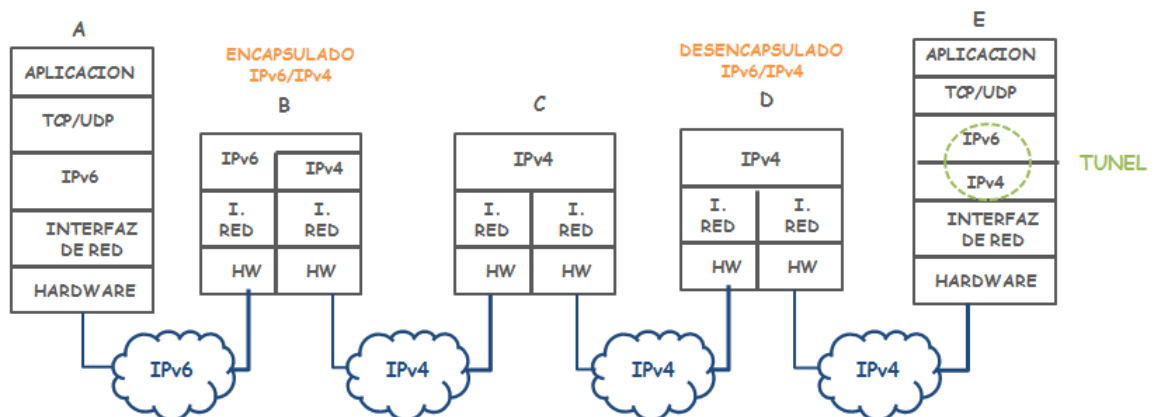 A
APLICACION
TCP/UDP
IPv6
INTERFAZ
DE RED
HARDWARE
ENCAPSULADO
IPv6/IPv4
B
IPv6
IPv4
I.
RED
I.
RED
HW
HW
C
IPv4
I.
RED
I.
RED
HW
HW
DESENCAPSULADO
IPv6/IPv4
D
IPv4
I.
RED
I.
RED
HW
HW
E
APLICACION
TCP/UDP
IPv6
IPv4
TUNEL
INTERFAZ
DE RED
HARDWARE
IPv6
IPv4
IPv4
IPv4